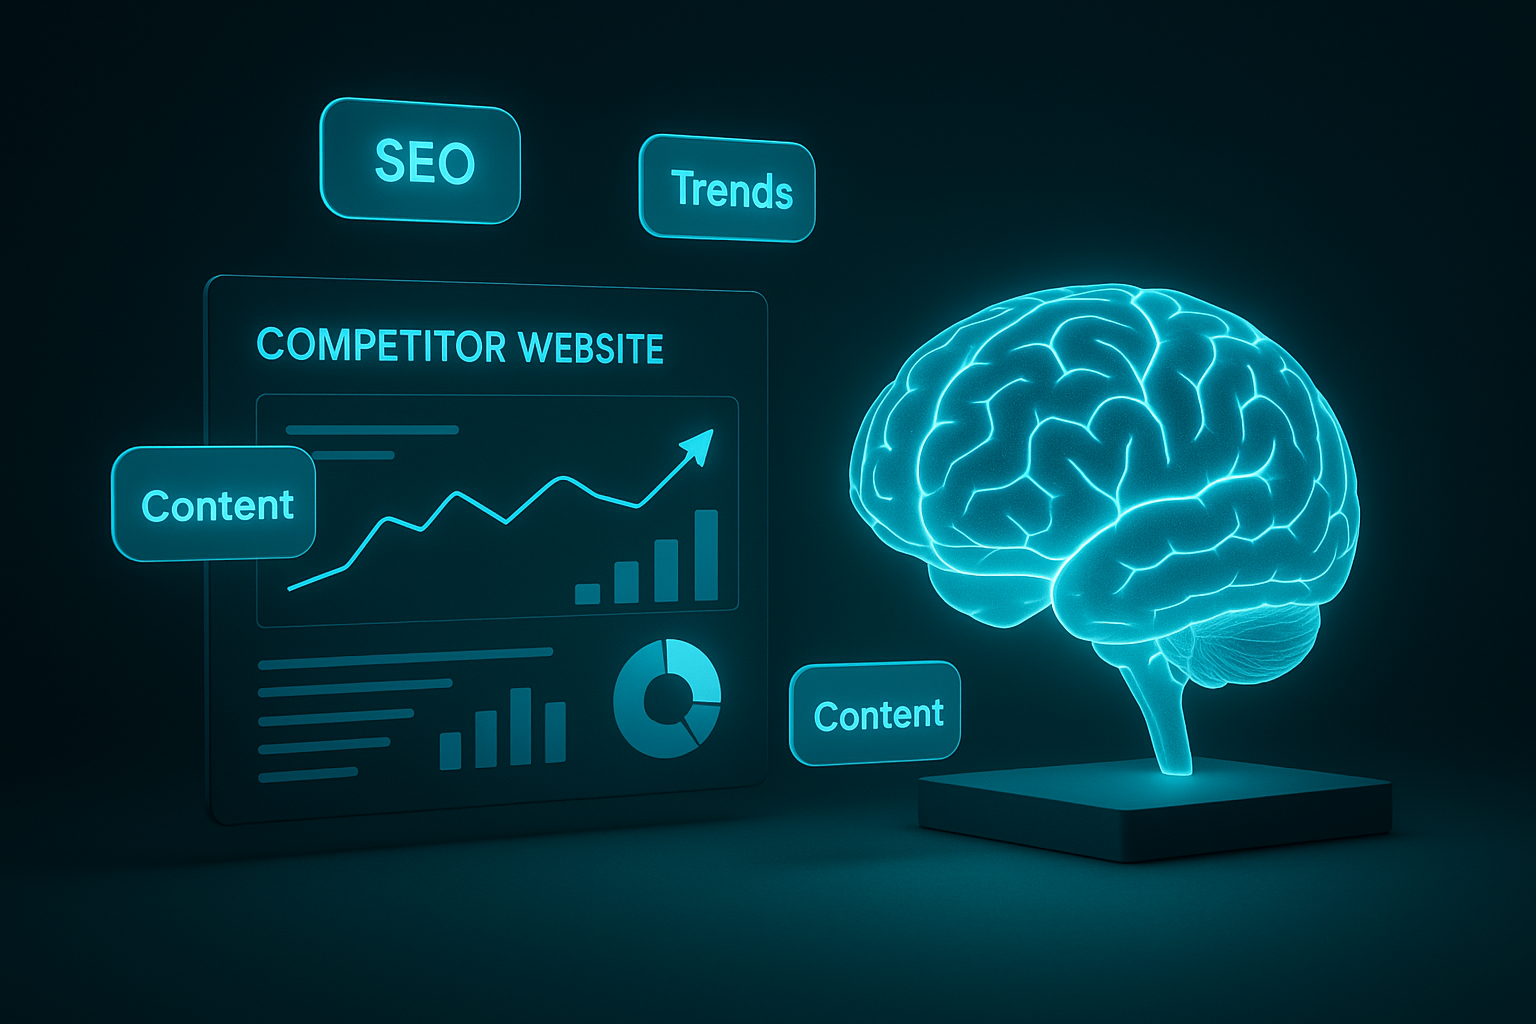 SEO
Trends
COMPETITOR WEBSITE
Content
Content